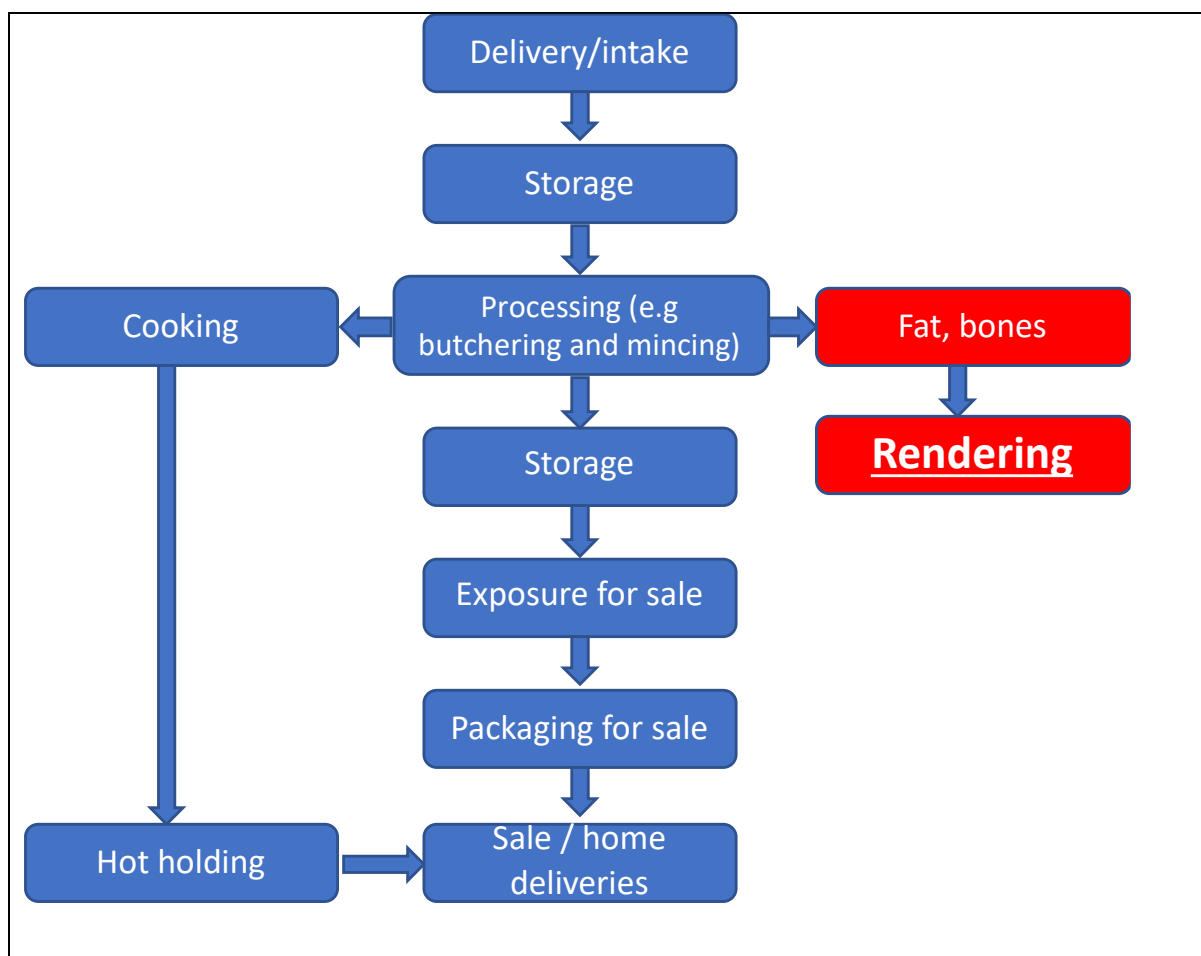 Delivery/intake
Storage
Cooking
Processing (e.g
butchering and mincing)
Fat, bones
Storage
Rendering
Exposure for sale
Packaging for sale
Hot holding
Sale / home
deliveries